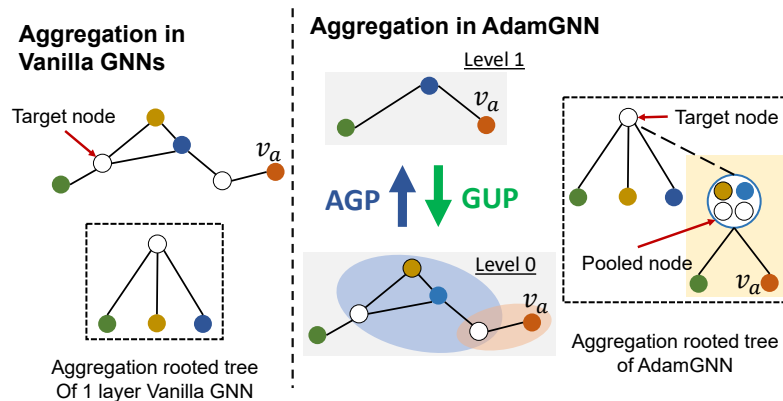 Aggregation in
Vanilla GNNs
Target node
v_a
Aggregation rooted tree
Of 1 layer Vanilla GNN
Aggregation in AdamGNN
Level 1
v_a
AGP
GUP
Level 0
v_a
Target node
Pooled node
v_a
Aggregation rooted tree
of AdamGNN